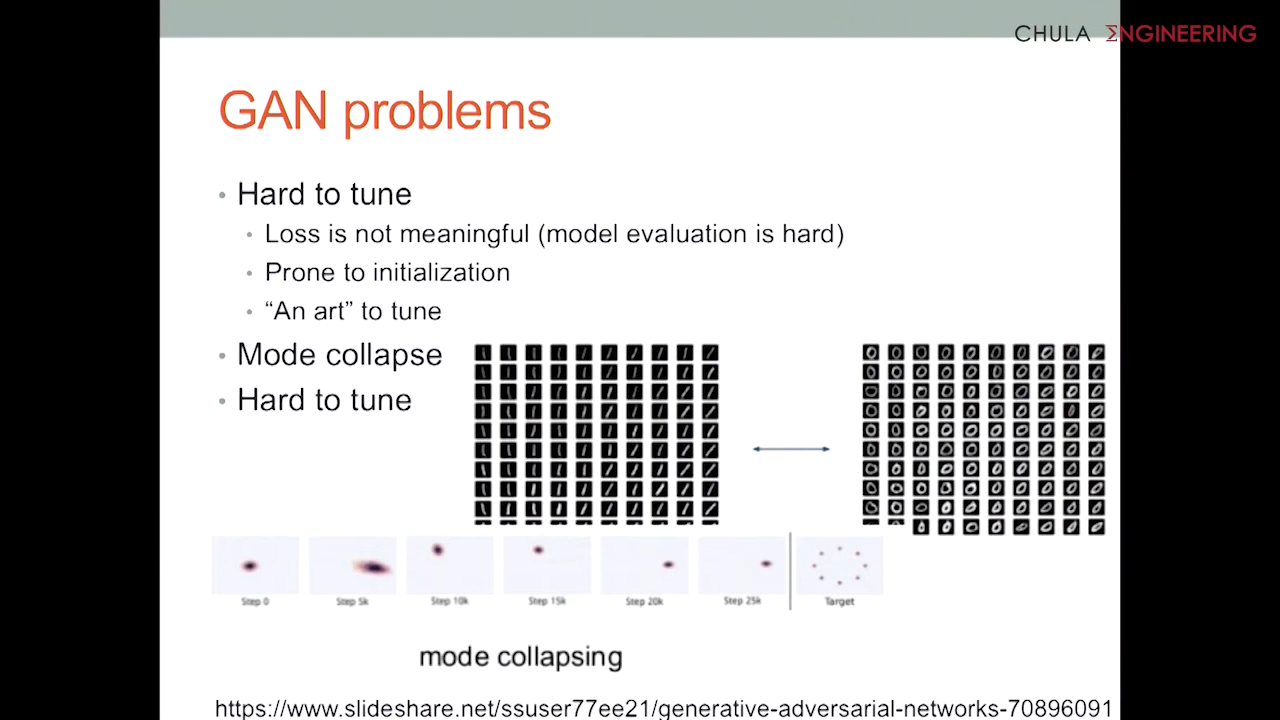 CHULA ΣNGINEERING
GAN problems
• Hard to tune
• Loss is not meaningful (model evaluation is hard)
• Prone to initialization
• “An art” to tune
• Mode collapse
• Hard to tune
Step 0 Step 5k Step 10k Step 15k Step 20k Step 25k Target
mode collapsing
https://www.slideshare.net/ssuser77ee21/generative-adversarial-networks-70896091